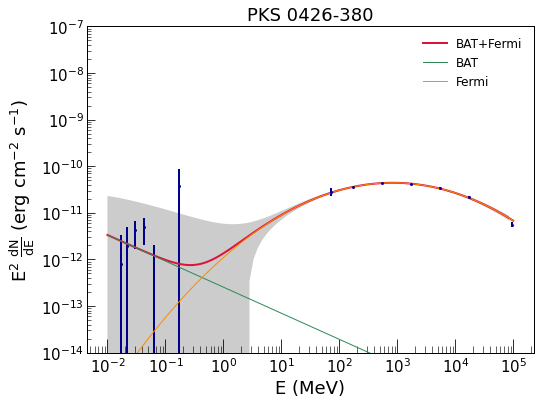 PKS 0426-380
BAT+Fermi
BAT
Fermi
10⁻⁷
10⁻⁸
10⁻⁹
10⁻¹⁰
10⁻¹¹
10⁻¹²
10⁻¹³
10⁻¹⁴
E² dN/dE (erg cm⁻² s⁻¹)
10⁻² 10⁻¹ 10⁰ 10¹ 10² 10³ 10⁴ 10⁵
E (MeV)